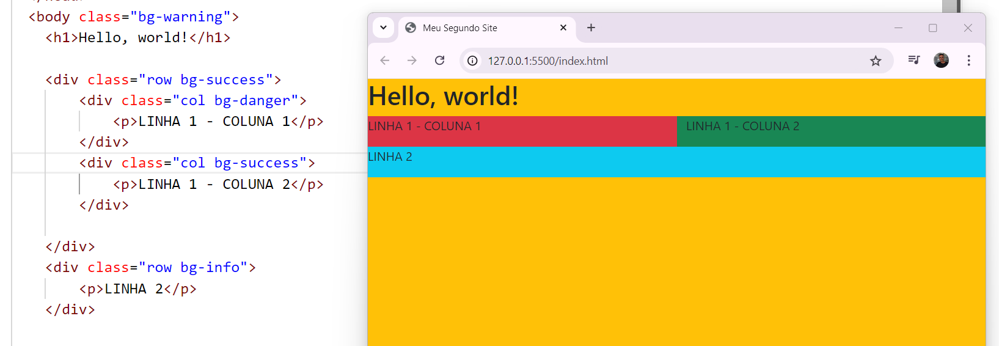 <body class="bg-warning">
<h1>Hello, world!</h1>
<div class="row bg-success">
<div class="col bg-danger">
<p>LINHA 1 - COLUNA 1</p>
</div>
<div class="col bg-success">
<p>LINHA 1 - COLUNA 2</p>
</div>
</div>
<div class="row bg-info">
<p>LINHA 2</p>
</div>
Meu Segundo Site
127.0.0.1:5500/index.html
Hello, world!
LINHA 1 - COLUNA 1
LINHA 1 - COLUNA 2
LINHA 2